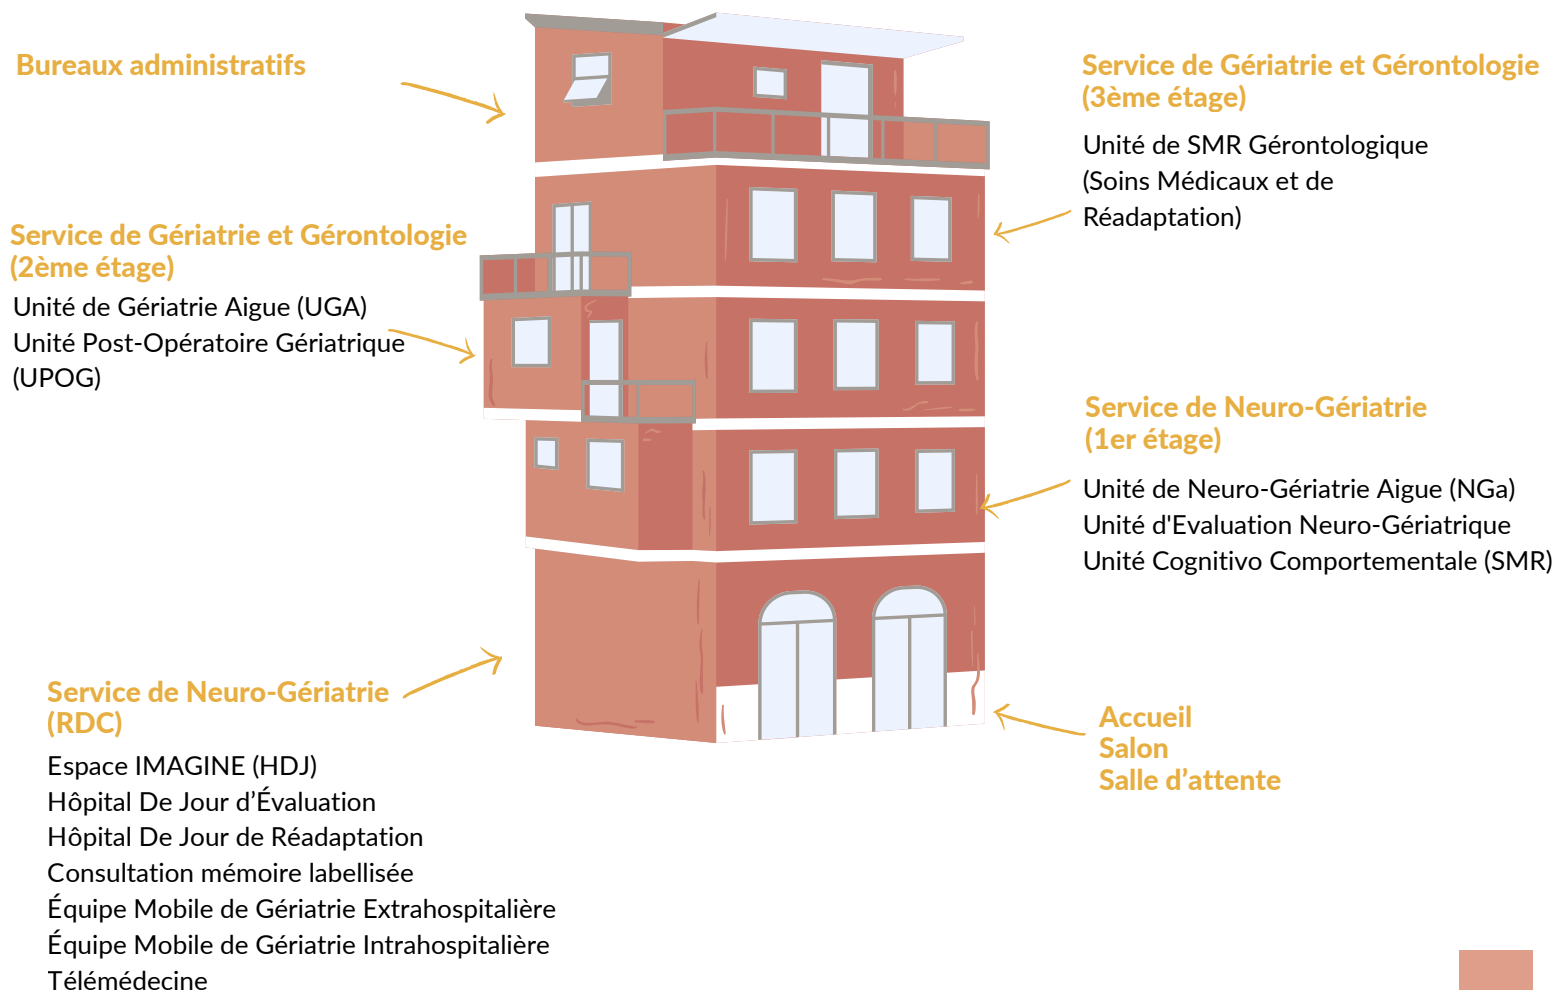 Bureaux administratifs
Service de Gériatrie et Gérontologie
(3ème étage)
Unité de SMR Gérontologique
(Soins Médicaux et de
Réadaptation)
Service de Gériatrie et Gérontologie
(2ème étage)
Unité de Gériatrie Aigue (UGA)
Unité Post-Opératoire Gériatrique
(UPOG)
Service de Neuro-Gériatrie
(1er étage)
Unité de Neuro-Gériatrie Aigue (NGa)
Unité d'Evaluation Neuro-Gériatrique
Unité Cognitivo Comportementale (SMR)
Service de Neuro-Gériatrie
(RDC)
Espace IMAGINE (HDJ)
Hôpital De Jour d’Évaluation
Hôpital De Jour de Réadaptation
Consultation mémoire labellisée
Équipe Mobile de Gériatrie Extrahospitalière
Équipe Mobile de Gériatrie Intrahospitalière
Télémédecine
Accueil
Salon
Salle d’attente